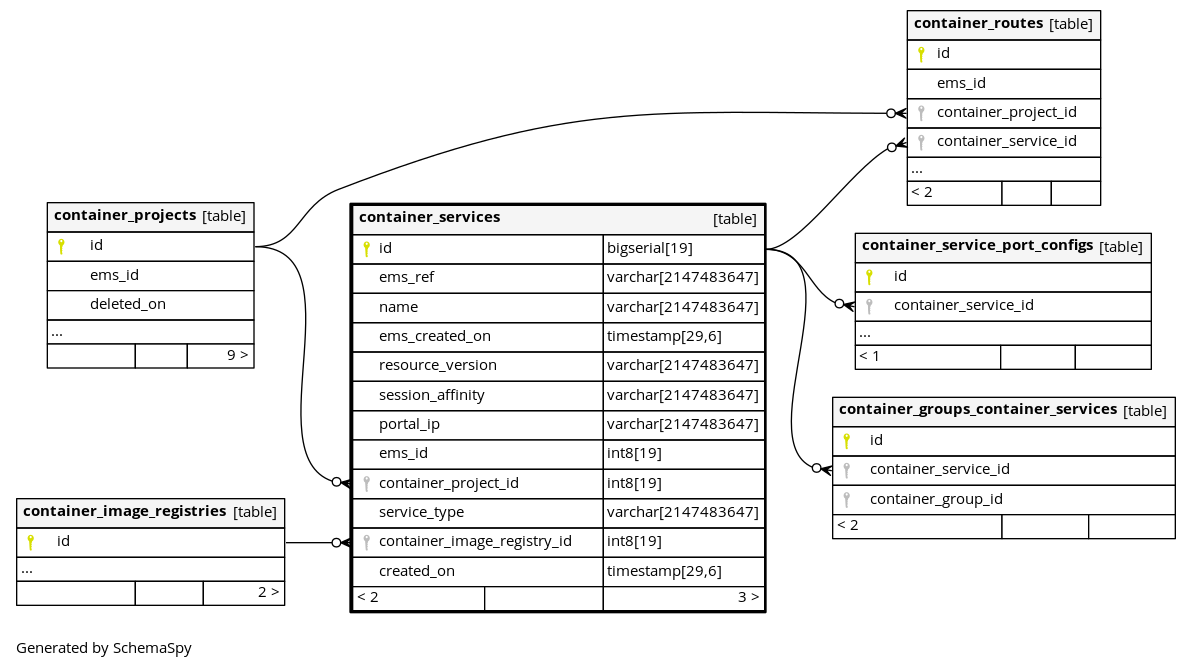 container_routes [table]
id
ems_id
container_project_id
container_service_id
...
< 2
container_projects [table]
id
ems_id
deleted_on
...
9 >
container_services [table]
id bigserial[19]
ems_ref varchar[2147483647]
name varchar[2147483647]
ems_created_on timestamp[29,6]
resource_version varchar[2147483647]
session_affinity varchar[2147483647]
portal_ip varchar[2147483647]
ems_id int8[19]
container_project_id int8[19]
service_type varchar[2147483647]
container_image_registry_id int8[19]
created_on timestamp[29,6]
< 2 3 >
container_service_port_configs [table]
id
container_service_id
...
< 1
container_groups_container_services [table]
id
container_service_id
container_group_id
< 2
container_image_registries [table]
id
...
2 >
Generated by SchemaSpy